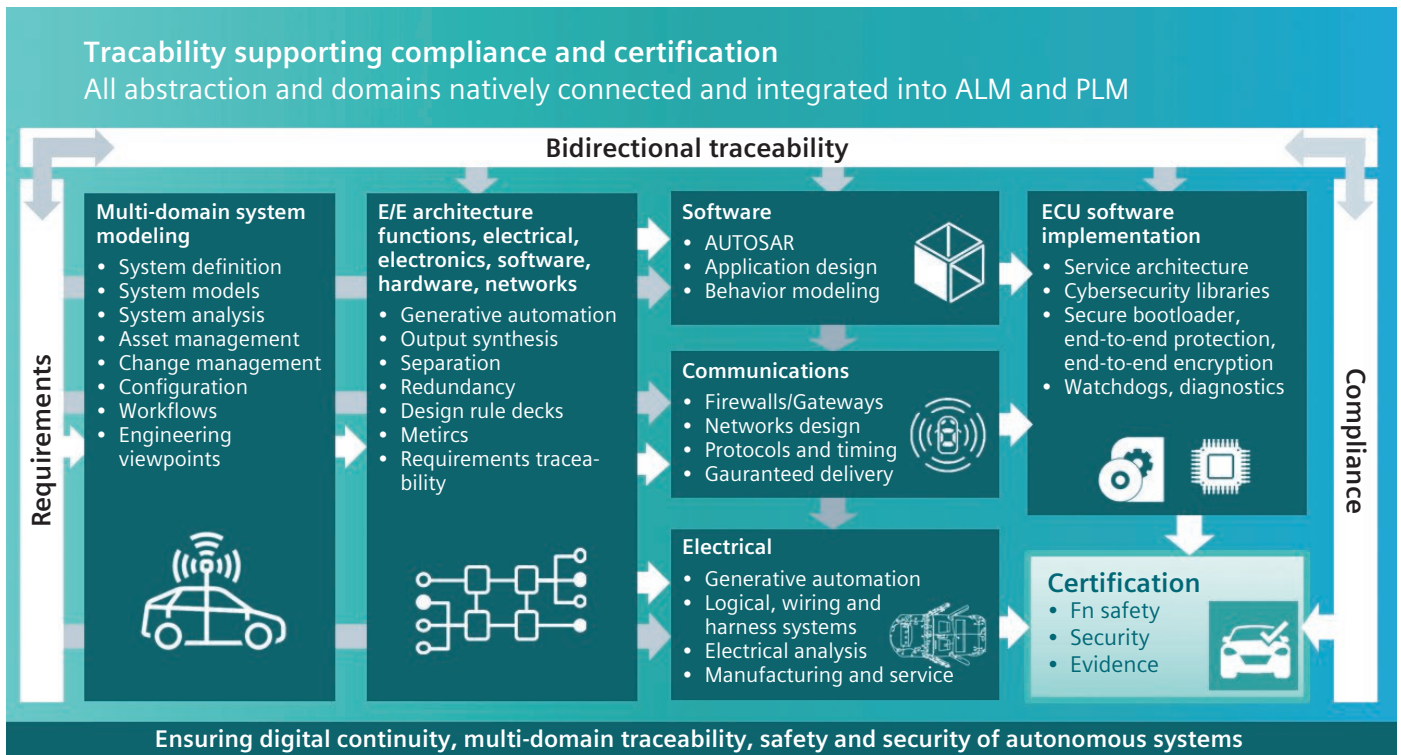 Tracability supporting compliance and certification
All abstraction and domains natively connected and integrated into ALM and PLM
Bidirectional traceability
Requirements
Multi-domain system
modeling
• System definition
• System models
• System analysis
• Asset management
• Change management
• Configuration
• Workflows
• Engineering
viewpoints
E/E architecture
functions, electrical,
electronics, software,
hardware, networks
• Generative automation
• Output synthesis
• Separation
• Redundancy
• Design rule decks
• Metircs
• Requirements tracea-
bility
Software
• AUTOSAR
• Application design
• Behavior modeling
Communications
• Firewalls/Gateways
• Networks design
• Protocols and timing
• Gauranteed delivery
Electrical
• Generative automation
• Logical, wiring and
harness systems
• Electrical analysis
• Manufacturing and service
ECU software
implementation
• Service architecture
• Cybersecurity libraries
• Secure bootloader,
end-to-end protection,
end-to-end encryption
• Watchdogs, diagnostics
Certification
• Fn safety
• Security
• Evidence
Compliance
Ensuring digital continuity, multi-domain traceability, safety and security of autonomous systems